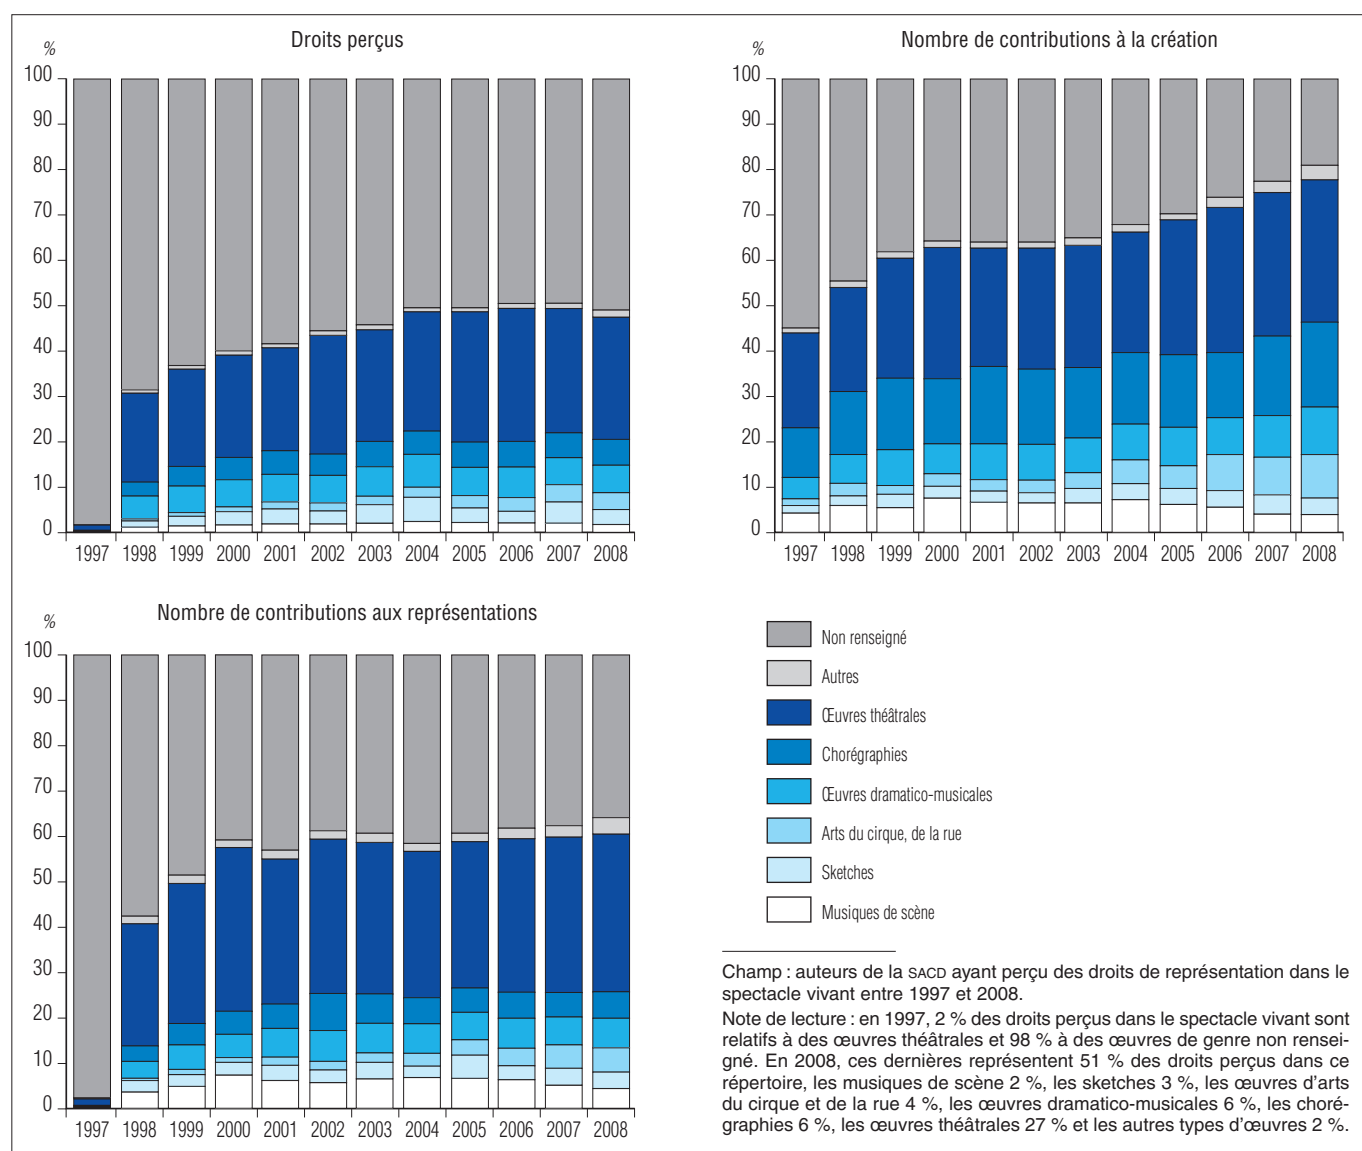 Droits perçus
%
100
90
80
70
60
50
40
30
20
10
0
1997 1998 1999 2000 2001 2002 2003 2004 2005 2006 2007 2008
Nombre de contributions à la création
%
100
90
80
70
60
50
40
30
20
10
0
1997 1998 1999 2000 2001 2002 2003 2004 2005 2006 2007 2008
Nombre de contributions aux représentations
%
100
90
80
70
60
50
40
30
20
10
0
1997 1998 1999 2000 2001 2002 2003 2004 2005 2006 2007 2008
Non renseigné
Autres
Œuvres théâtrales
Chorégraphies
Œuvres dramatico-musicales
Arts du cirque, de la rue
Sketches
Musiques de scène
Champ : auteurs de la SACD ayant perçu des droits de représentation dans le
spectacle vivant entre 1997 et 2008.
Note de lecture : en 1997, 2 % des droits perçus dans le spectacle vivant sont
relatifs à des œuvres théâtrales et 98 % à des œuvres de genre non rensei-
gné. En 2008, ces dernières représentent 51 % des droits perçus dans ce
répertoire, les musiques de scène 2 %, les sketches 3 %, les œuvres d'arts
du cirque et de la rue 4 %, les œuvres dramatico-musicales 6 %, les choré-
graphies 6 %, les œuvres théâtrales 27 % et les autres types d'œuvres 2 %.